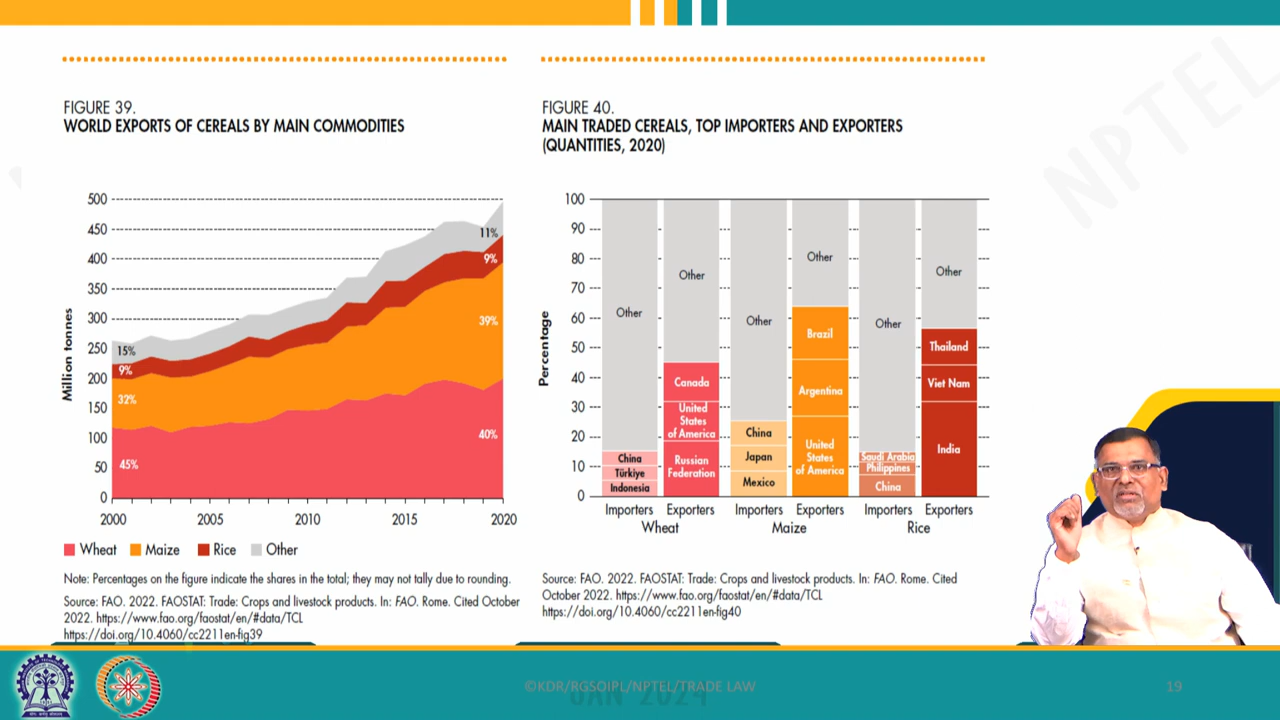 NPTEL
FIGURE 39.
WORLD EXPORTS OF CEREALS BY MAIN COMMODITIES
500
450
400
350
300
250
200
150
100
50
0
Million tonnes
11%
9%
39%
40%
15%
9%
32%
45%
2000 2005 2010 2015 2020
Wheat Maize Rice Other
Note: Percentages on the figure indicate the shares in the total; they may not tally due to rounding.
Source: FAO. 2022. FAOSTAT: Trade: Crops and livestock products. In: FAO. Rome. Cited October
2022. https://www.fao.org/faostat/en/#data/TCL
https://doi.org/10.4060/cc2211en-fig39
FIGURE 40.
MAIN TRADED CEREALS, TOP IMPORTERS AND EXPORTERS
(QUANTITIES, 2020)
100
90
80
70
60
50
40
30
20
10
0
Percentage
Other
China
Türkiye
Indonesia
Other
Canada
United
States
of America
Russian
Federation
Other
China
Japan
Mexico
Other
Brazil
Argentina
United
States
of America
Other
Saudi Arabia
Philippines
China
Other
Thailand
Viet Nam
India
Importers Exporters Importers Exporters Importers Exporters
Wheat Maize Rice
Source: FAO. 2022. FAOSTAT: Trade: Crops and livestock products. In: FAO. Rome. Cited
October 2022. https://www.fao.org/faostat/en/#data/TCL
https://doi.org/10.4060/cc2211en-fig40
©KDR/RGSOIPL/NPTEL/TRADE LAW
JAN 2024
19